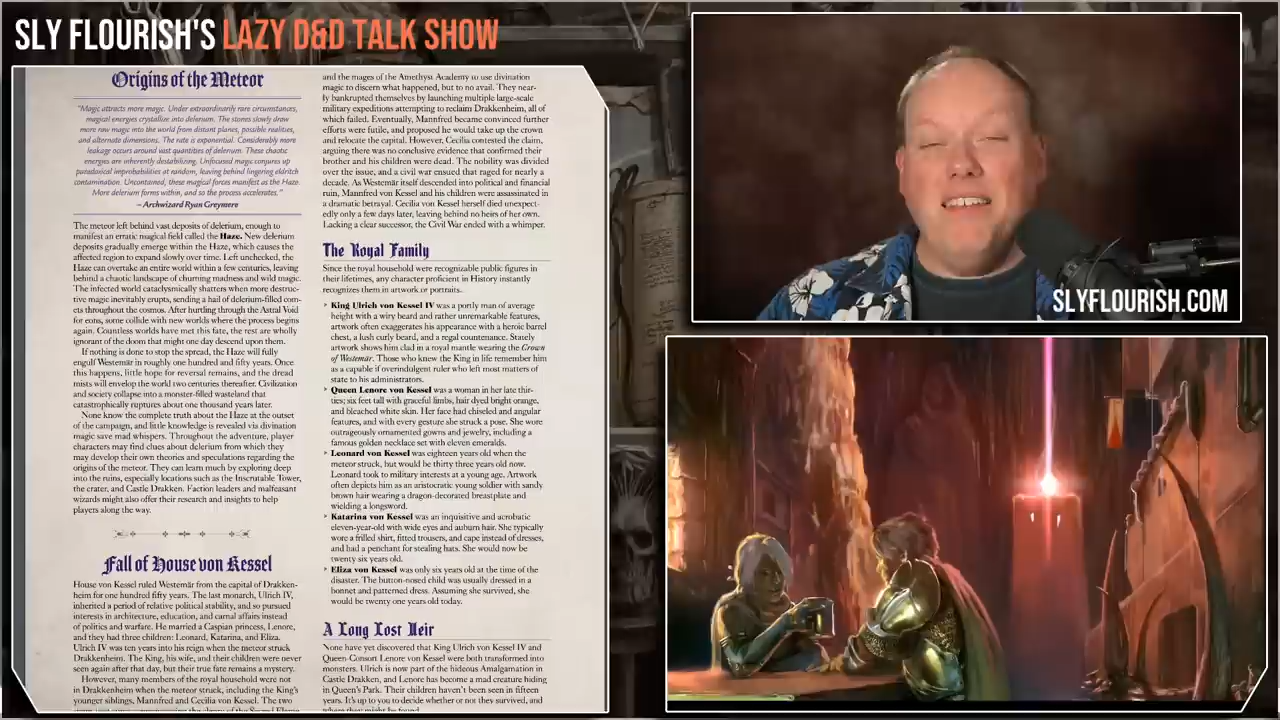 SLY FLOURISH'S LAZY D&D TALK SHOW
Origins of the Meteor
"Magic attracts more magic. Under extraordinarily rare circumstances,
magical energies crystallize into delerium. The stones slowly draw
more raw magic into the world from distant planes, possible realities,
and alternate dimensions. The rate is exponential. Considerably more
leakage occurs around vast quantities of delerium. These chaotic
energies are inherently destabilizing. Unfocused magic conjures up
paradoxical improbabilities at random, leaving behind lingering eldritch
contamination. Uncontained, these magical forces manifest as the Haze.
More delerium forms within, and so the process accelerates."
– Archwizard Ryan Greymere
The meteor left behind vast deposits of delerium, enough to
manifest an erratic magical field called the Haze. New delerium
deposits gradually emerge within the Haze, which causes the
affected region to expand slowly over time. Left unchecked, the
Haze can overtake an entire world within a few centuries, leaving
behind a chaotic landscape of churning madness and wild magic.
The infected world cataclysmically shatters when more destruc-
tive magic inevitably erupts, sending a hail of delerium-filled com-
ets throughout the cosmos. After hurtling through the Astral Void
for eons, some collide with new worlds where the process begins
again. Countless worlds have met this fate, the rest are wholly
ignorant of the doom that might one day descend upon them.
If nothing is done to stop the spread, the Haze will fully
engulf Westemär in roughly one hundred and fifty years. Once
this happens, little hope for reversal remains, and the dread
mists will envelop the world two centuries thereafter. Civilization
and society collapse into a monster-filled wasteland that
catastrophically ruptures about one thousand years later.
None know the complete truth about the Haze at the outset
of the campaign, and little knowledge is revealed via divination
magic save mad whispers. Throughout the adventure, player
characters may find clues about delerium from which they
may develop their own theories and speculations regarding the
origins of the meteor. They can learn much by exploring deep
into the ruins, especially locations such as the Inscrutable Tower,
the crater, and Castle Drakken. Faction leaders and malfeasant
wizards might also offer their research and insights to help
players along the way.
Fall of House von Kessel
House von Kessel ruled Westemär from the capital of Drakken-
heim for one hundred fifty years. The last monarch, Ulrich IV,
inherited a period of relative political stability, and so pursued
interests in architecture, education, and carnal affairs instead
of politics and warfare. He married a Caspian princess, Lenore,
and they had three children: Leonard, Katarina, and Eliza.
Ulrich IV was ten years into his reign when the meteor struck
Drakkenheim. The King, his wife, and their children were never
seen again after that day, but their true fate remains a mystery.
However, many members of the royal household were not
in Drakkenheim when the meteor struck, including the King's
younger siblings, Mannfred and Cecilia von Kessel. The two
and the mages of the Amethyst Academy to use divination
magic to discern what happened, but to no avail. They near-
ly bankrupted themselves by launching multiple large-scale
military expeditions attempting to reclaim Drakkenheim, all of
which failed. Eventually, Mannfred became convinced further
efforts were futile, and proposed he would take up the crown
and relocate the capital. However, Cecilia contested the claim,
arguing there was no conclusive evidence that confirmed their
brother and his children were dead. The nobility was divided
over the issue, and a civil war ensued that raged for nearly a
decade. As Westemär itself descended into political and financial
ruin, Mannfred von Kessel and his children were assassinated in
a dramatic betrayal. Cecilia von Kessel herself died unexpect-
edly only a few days later, leaving behind no heirs of her own.
Lacking a clear successor, the Civil War ended with a whimper.
The Royal Family
Since the royal household were recognizable public figures in
their lifetimes, any character proficient in History instantly
recognizes them in artwork or portraits.
King Ulrich von Kessel IV was a portly man of average
height with a wiry beard and rather unremarkable features,
artwork often exaggerates his appearance with a heroic barrel
chest, a lush curly beard, and a regal countenance. Stately
artwork shows him clad in a royal mantle wearing the Crown
of Westemär. Those who knew the King in life remember him
as a capable if overindulgent ruler who left most matters of
state to his administrators.
Queen Lenore von Kessel was a woman in her late thir-
ties; six feet tall with graceful limbs, hair dyed bright orange,
and bleached white skin. Her face had chiseled and angular
features, and with every gesture she struck a pose. She wore
outrageously ornamented gowns and jewelry, including a
famous golden necklace set with eleven emeralds.
Leonard von Kessel was eighteen years old when the
meteor struck, but would be thirty three years old now.
Leonard took to military interests at a young age. Artwork
often depicts him as an aristocratic young soldier with sandy
brown hair wearing a dragon-decorated breastplate and
wielding a longsword.
Katarina von Kessel was an inquisitive and acrobatic
eleven-year-old with wide eyes and auburn hair. She typically
wore a frilled shirt, fitted trousers, and cape instead of dresses,
and had a penchant for stealing hats. She would now be
twenty six years old.
Eliza von Kessel was only six years old at the time of the
disaster. The button-nosed child was usually dressed in a
bonnet and patterned dress. Assuming she survived, she
would be twenty one years old today.
A Long Lost Heir
None have yet discovered that King Ulrich von Kessel IV and
Queen-Consort Lenore von Kessel were both transformed into
monsters. Ulrich is now part of the hideous Amalgamation in
Castle Drakken, and Lenore has become a mad creature hiding
in Queen's Park. Their children haven't been seen in fifteen
years. It's up to you to decide whether or not they survived, and
where they might be found.
SLYFLOURISH.COM